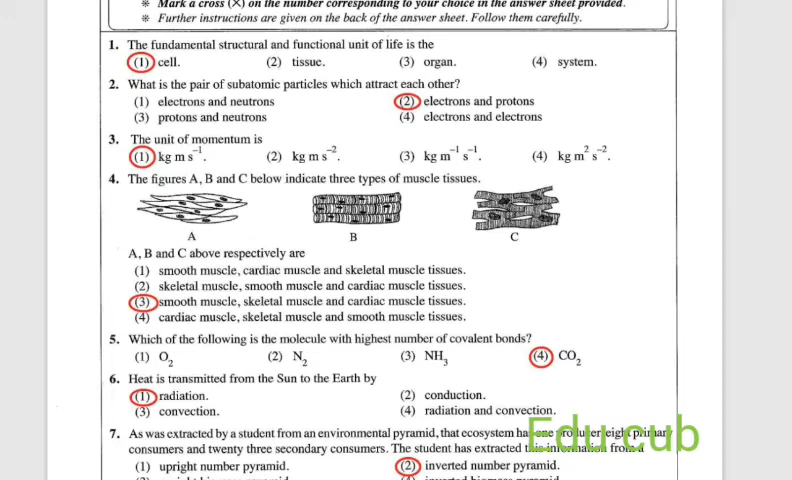 ※ Mark a cross (X) on the number corresponding to your choice in the answer sheet provided.
※ Further instructions are given on the back of the answer sheet. Follow them carefully.
1. The fundamental structural and functional unit of life is the
(1) cell. (2) tissue. (3) organ. (4) system.
2. What is the pair of subatomic particles which attract each other?
(1) electrons and neutrons (2) electrons and protons
(3) protons and neutrons (4) electrons and electrons
3. The unit of momentum is
(1) kg m s⁻¹. (2) kg m s⁻². (3) kg m⁻¹ s⁻¹. (4) kg m² s⁻².
4. The figures A, B and C below indicate three types of muscle tissues.
A B C
A, B and C above respectively are
(1) smooth muscle, cardiac muscle and skeletal muscle tissues.
(2) skeletal muscle, smooth muscle and cardiac muscle tissues.
(3) smooth muscle, skeletal muscle and cardiac muscle tissues.
(4) cardiac muscle, skeletal muscle and smooth muscle tissues.
5. Which of the following is the molecule with highest number of covalent bonds?
(1) O₂ (2) N₂ (3) NH₃ (4) CO₂
6. Heat is transmitted from the Sun to the Earth by
(1) radiation. (2) conduction.
(3) convection. (4) radiation and convection.
7. As was extracted by a student from an environmental pyramid, that ecosystem has one producer, eight primary
consumers and twenty three secondary consumers. The student has extracted this information from a
(1) upright number pyramid. (2) inverted number pyramid.
Edu cub